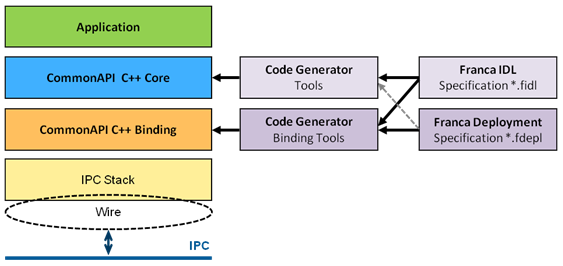 Application
CommonAPI  C++ Core
Code Generator
Tools
Franca IDL
Specification *.fidl
CommonAPI C++ Binding
Code Generator
Binding Tools
Franca Deployment
Specification *.fdepl
IPC Stack
Wire
IPC